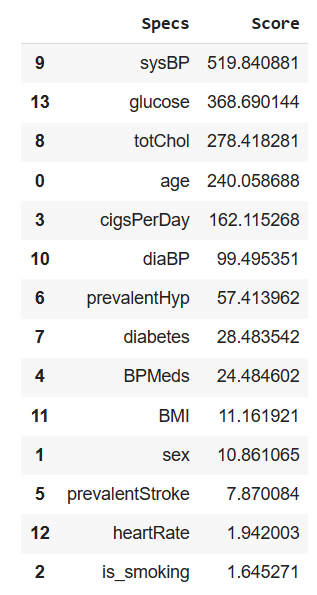 Specs Score
9 sysBP 519.840881
13 glucose 368.690144
8 totChol 278.418281
0 age 240.058688
3 cigsPerDay 162.115268
10 diaBP 99.495351
6 prevalentHyp 57.413962
7 diabetes 28.483542
4 BPMeds 24.484602
11 BMI 11.161921
1 sex 10.861065
5 prevalentStroke 7.870084
12 heartRate 1.942003
2 is_smoking 1.645271